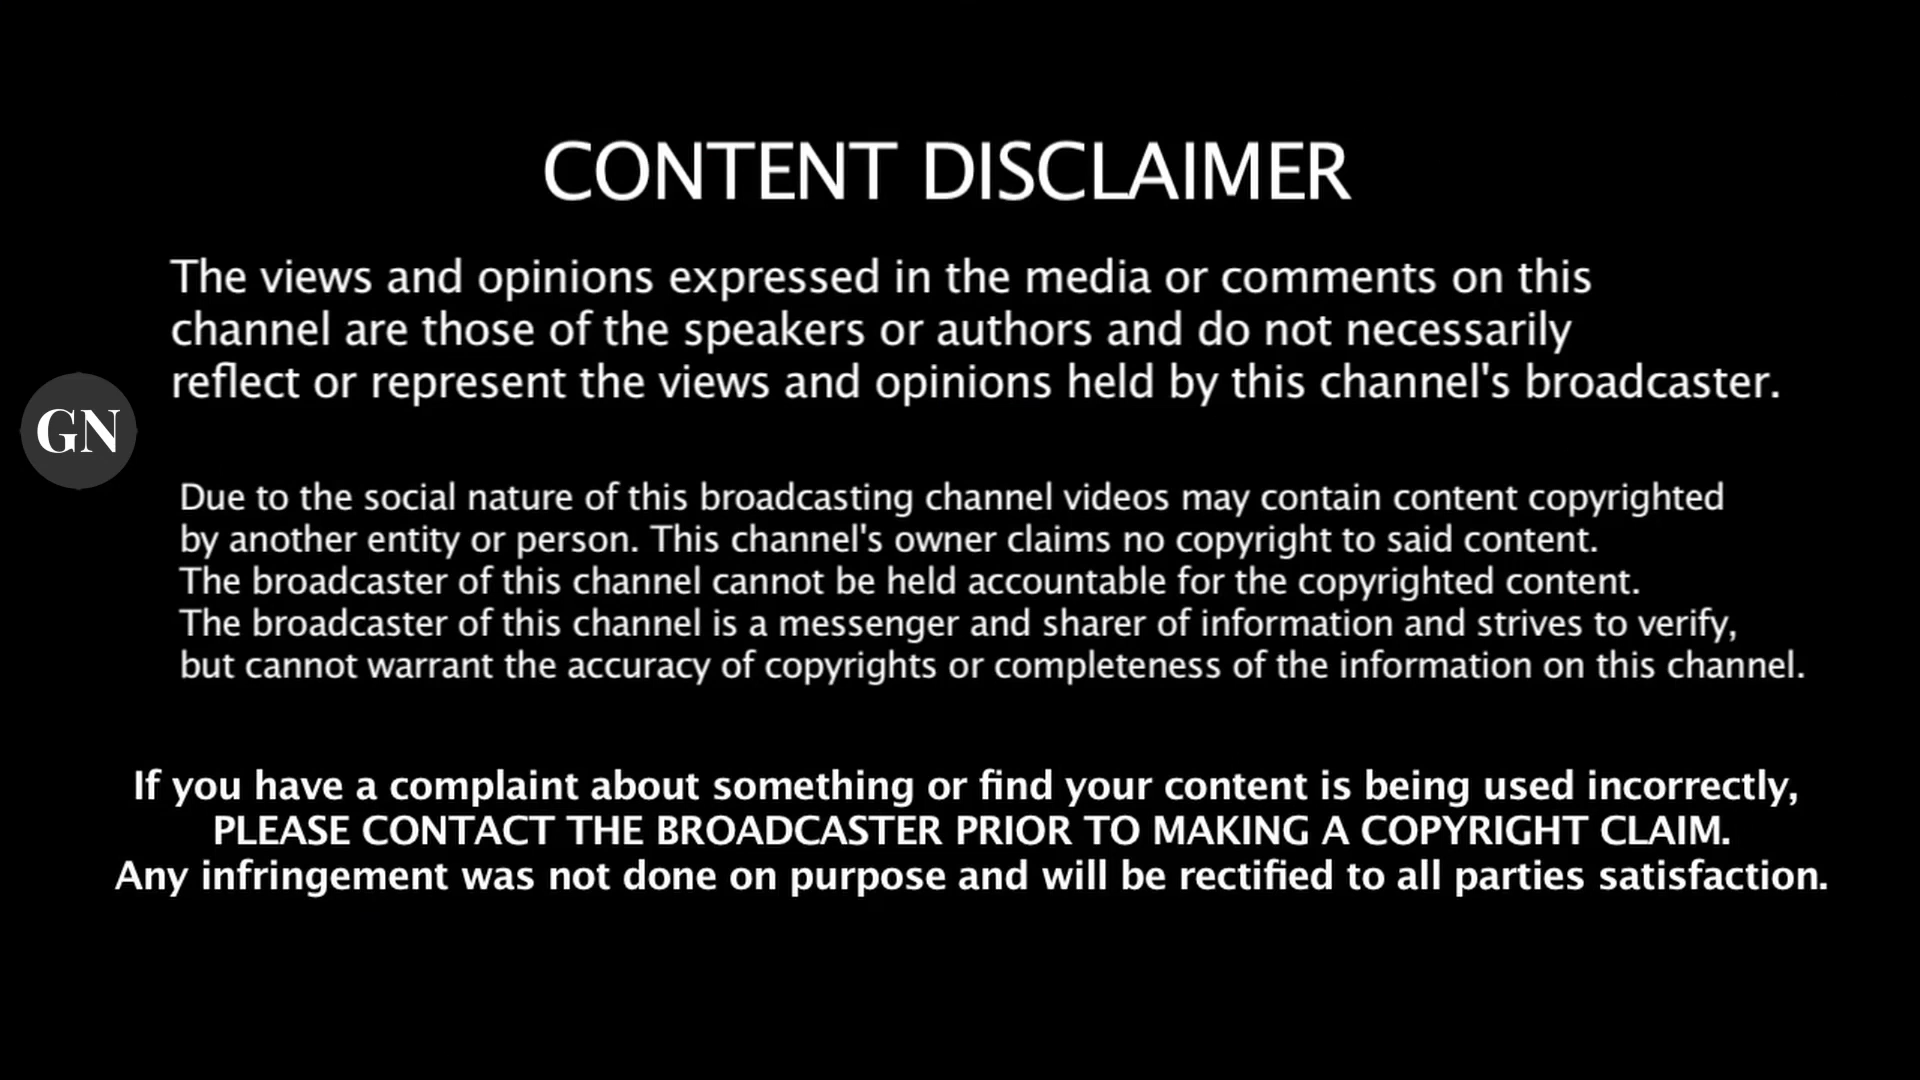 CONTENT DISCLAIMER
The views and opinions expressed in the media or comments on this
channel are those of the speakers or authors and do not necessarily
reflect or represent the views and opinions held by this channel's broadcaster.
GN
Due to the social nature of this broadcasting channel videos may contain content copyrighted
by another entity or person. This channel's owner claims no copyright to said content.
The broadcaster of this channel cannot be held accountable for the copyrighted content.
The broadcaster of this channel is a messenger and sharer of information and strives to verify,
but cannot warrant the accuracy of copyrights or completeness of the information on this channel.
If you have a complaint about something or find your content is being used incorrectly,
PLEASE CONTACT THE BROADCASTER PRIOR TO MAKING A COPYRIGHT CLAIM.
Any infringement was not done on purpose and will be rectified to all parties satisfaction.